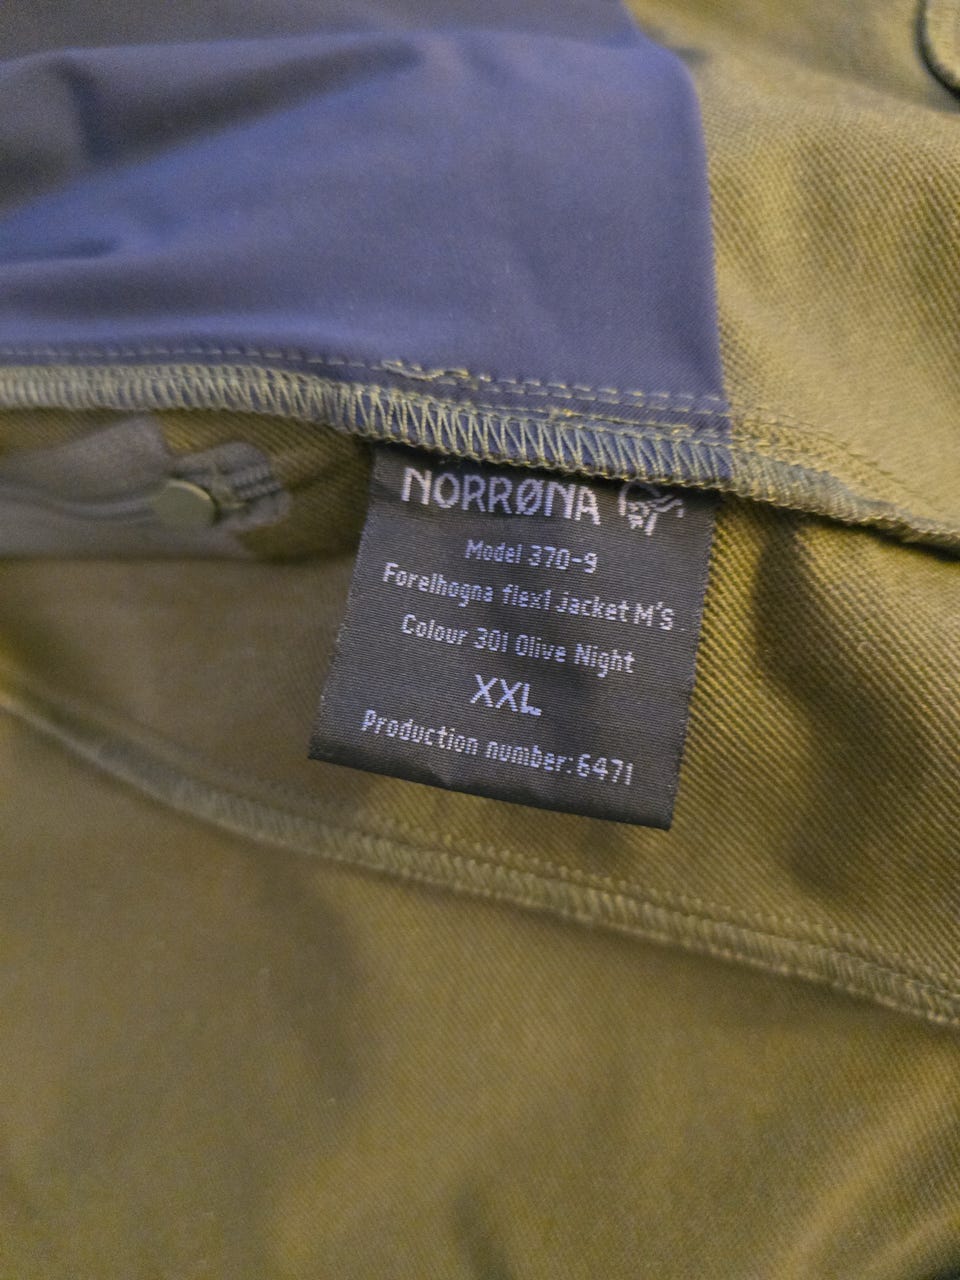 NORRØNA
Model 370-9
Forelhogna flex1 Jacket M's
Colour 301 Olive Night
XXL
Production number:6471